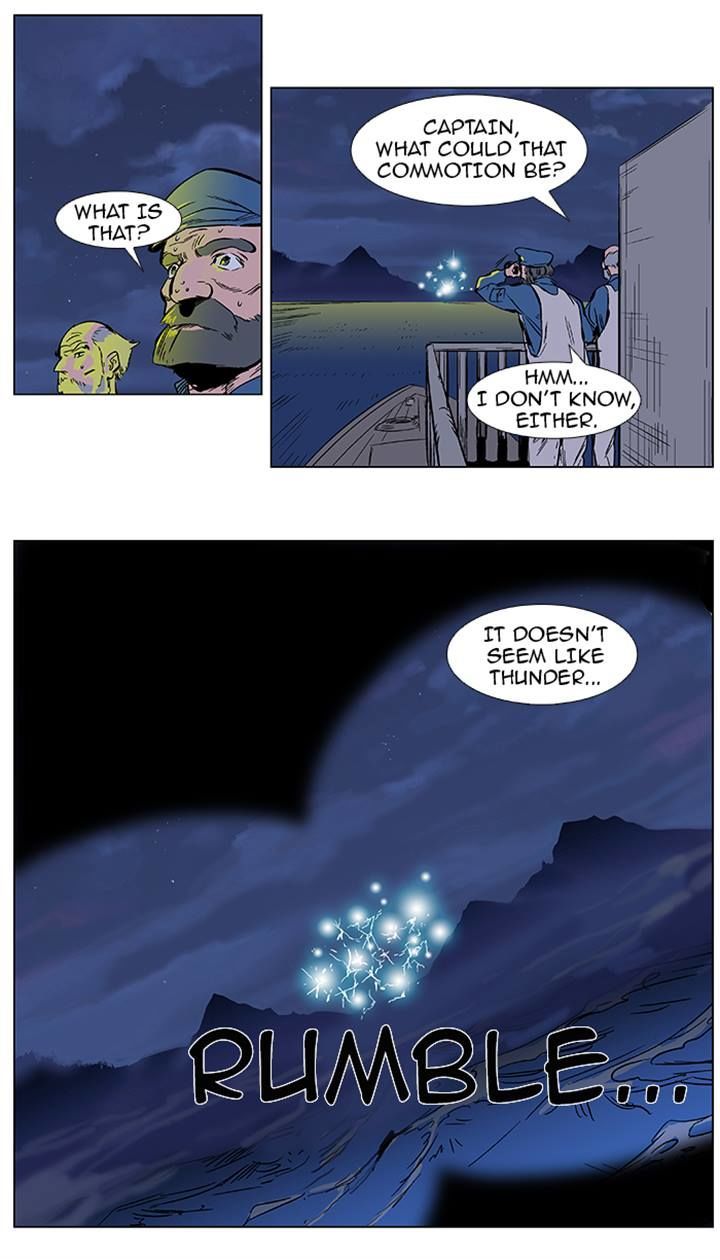 WHAT IS
THAT?
CAPTAIN,
WHAT COULD THAT
COMMOTION BE?
HMM...
I DON'T KNOW,
EITHER.
IT DOESN'T
SEEM LIKE
THUNDER...
RUMBLE...